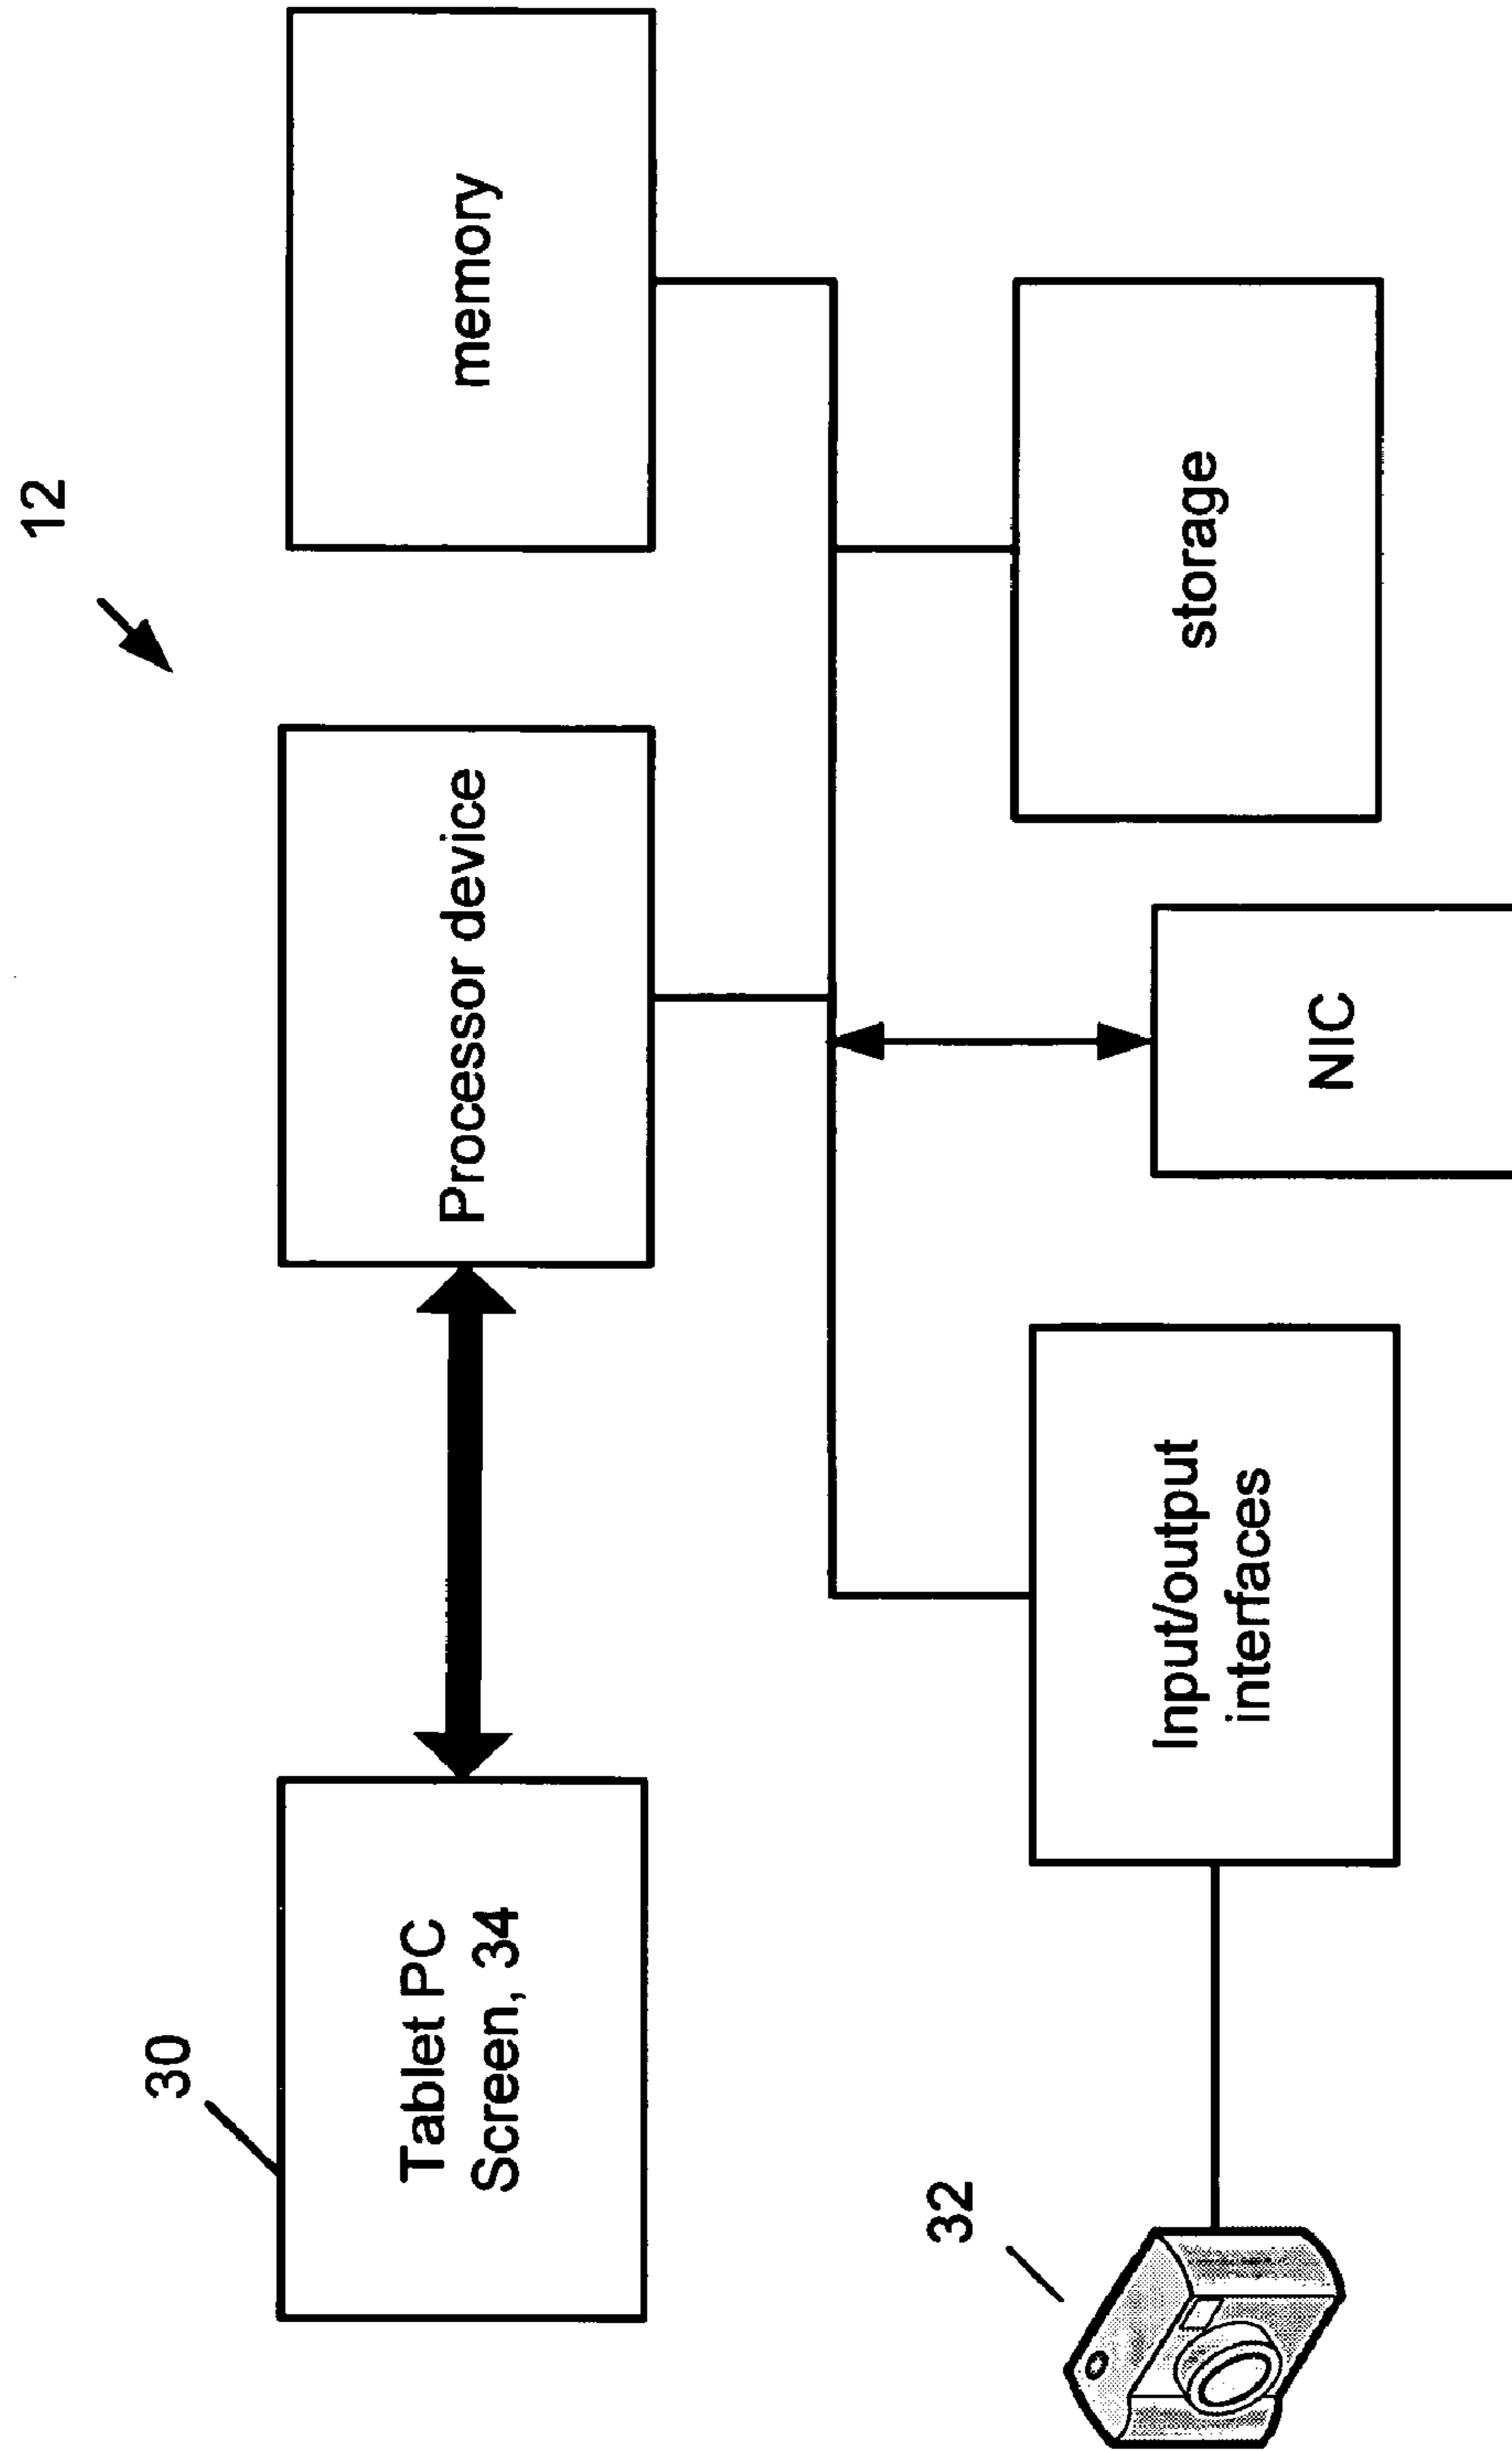 12
30
Tablet PC
Screen, 34
Processor device
memory
32
Input/output
interfaces
NIC
storage